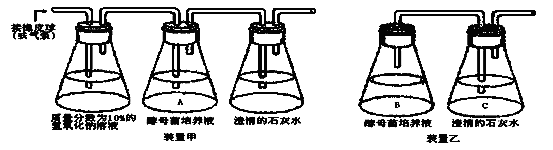 接橡皮球
(或气泵)
A
B
C
质量分数为10%的
氢氧化钠溶液
酵母菌培养液
澄清的石灰水
酵母菌培养液
澄清的石灰水
装置甲
装置乙